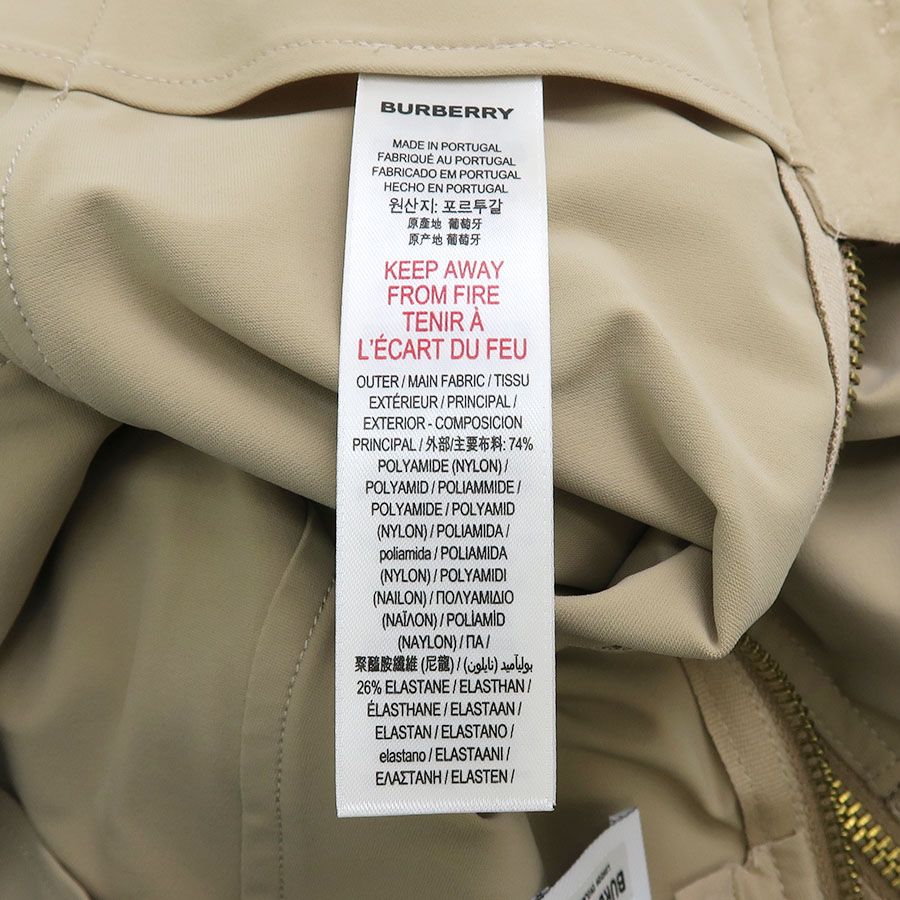 BURBERRY
MADE IN PORTUGAL
FABRIQUÉ AU PORTUGAL
FABRICADO EM PORTUGAL
HECHO EN PORTUGAL
원산지: 포르투갈
原產地 葡萄牙
原产地 葡萄牙
KEEP AWAY
FROM FIRE
TENIR À
L'ÉCART DU FEU
OUTER / MAIN FABRIC / TISSU
EXTÉRIEUR / PRINCIPAL /
EXTERIOR - COMPOSICION
PRINCIPAL / 外部/主要布料: 74%
POLYAMIDE (NYLON) /
POLYAMID / POLIAMMIDE /
POLYAMIDE / POLYAMID
(NYLON) / POLIAMIDA /
poliamida / POLIAMIDA
(NYLON) / POLYAMIDI
(NAILON) / ΠΟΛΥΑΜΙΔΙΟ
(ΝΑΪΛΟΝ) / POLİAMİD
(NAYLON) / ПА /
聚醯胺纖維 (尼龍) / بوليآميد (نايلون) /
26% ELASTANE / ELASTHAN /
ÉLASTHANE / ELASTAAN /
ELASTAN / ELASTANO /
elastano / ELASTAANI /
ΕΛΑΣΤΑΝΗ / ELASTEN /